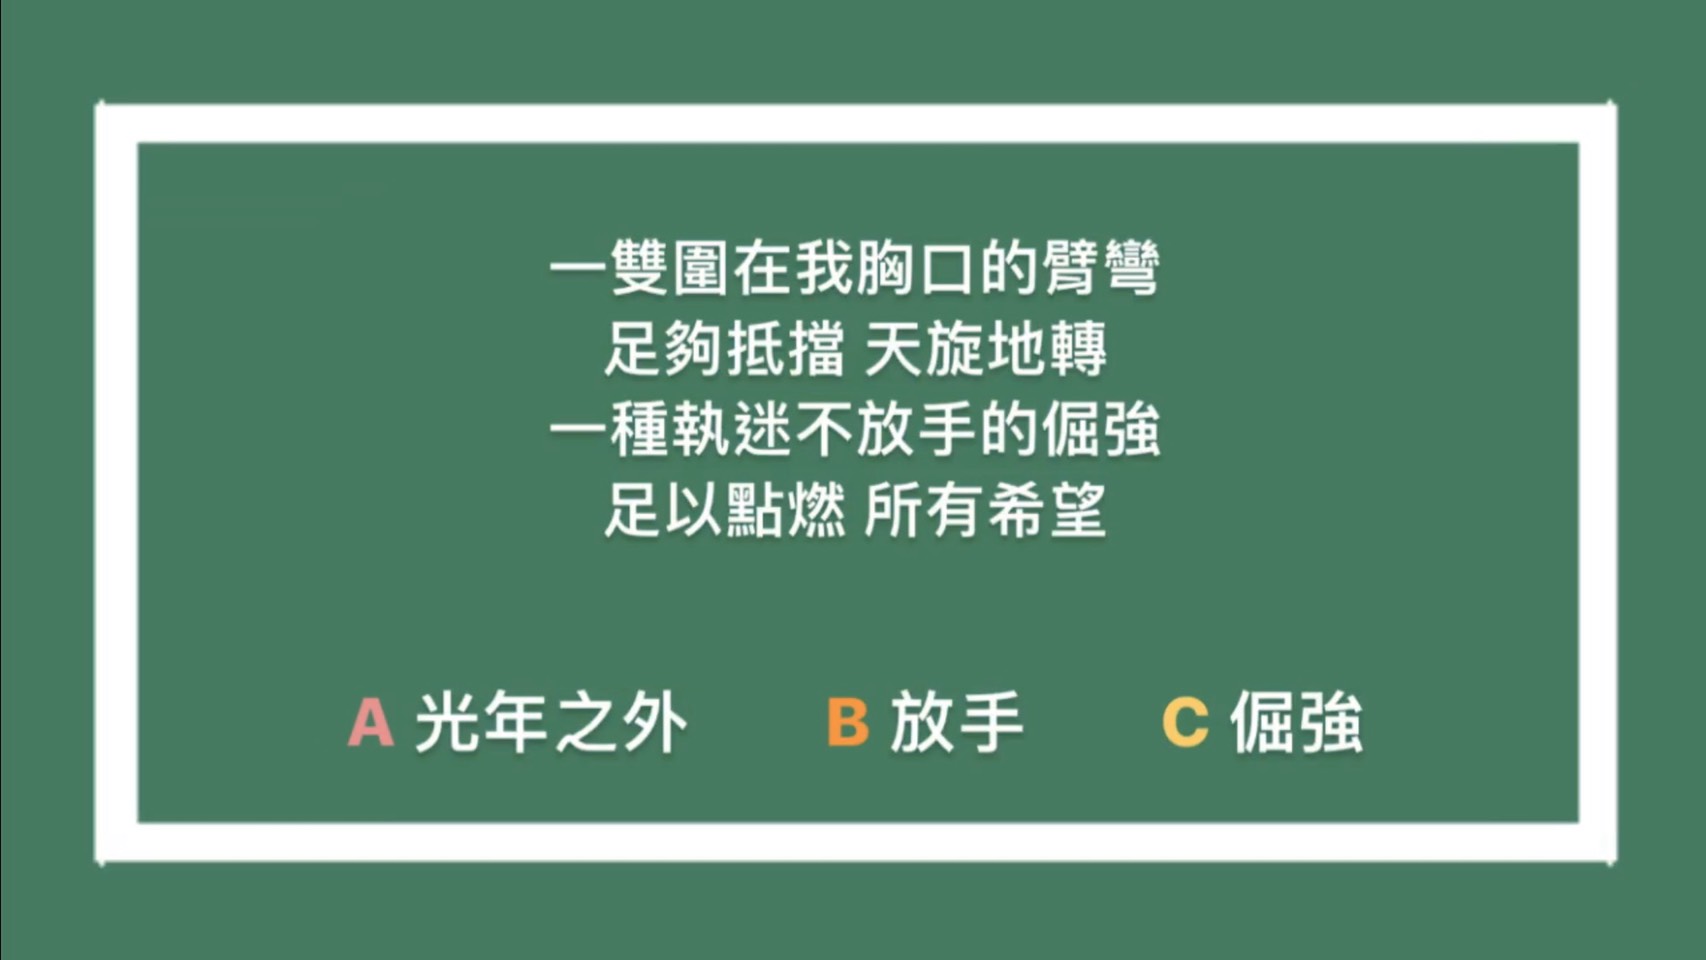 一雙圍在我胸口的臂彎
足夠抵擋 天旋地轉
一種執迷不放手的倔強
足以點燃 所有希望
A 光年之外 B 放手 C 倔強